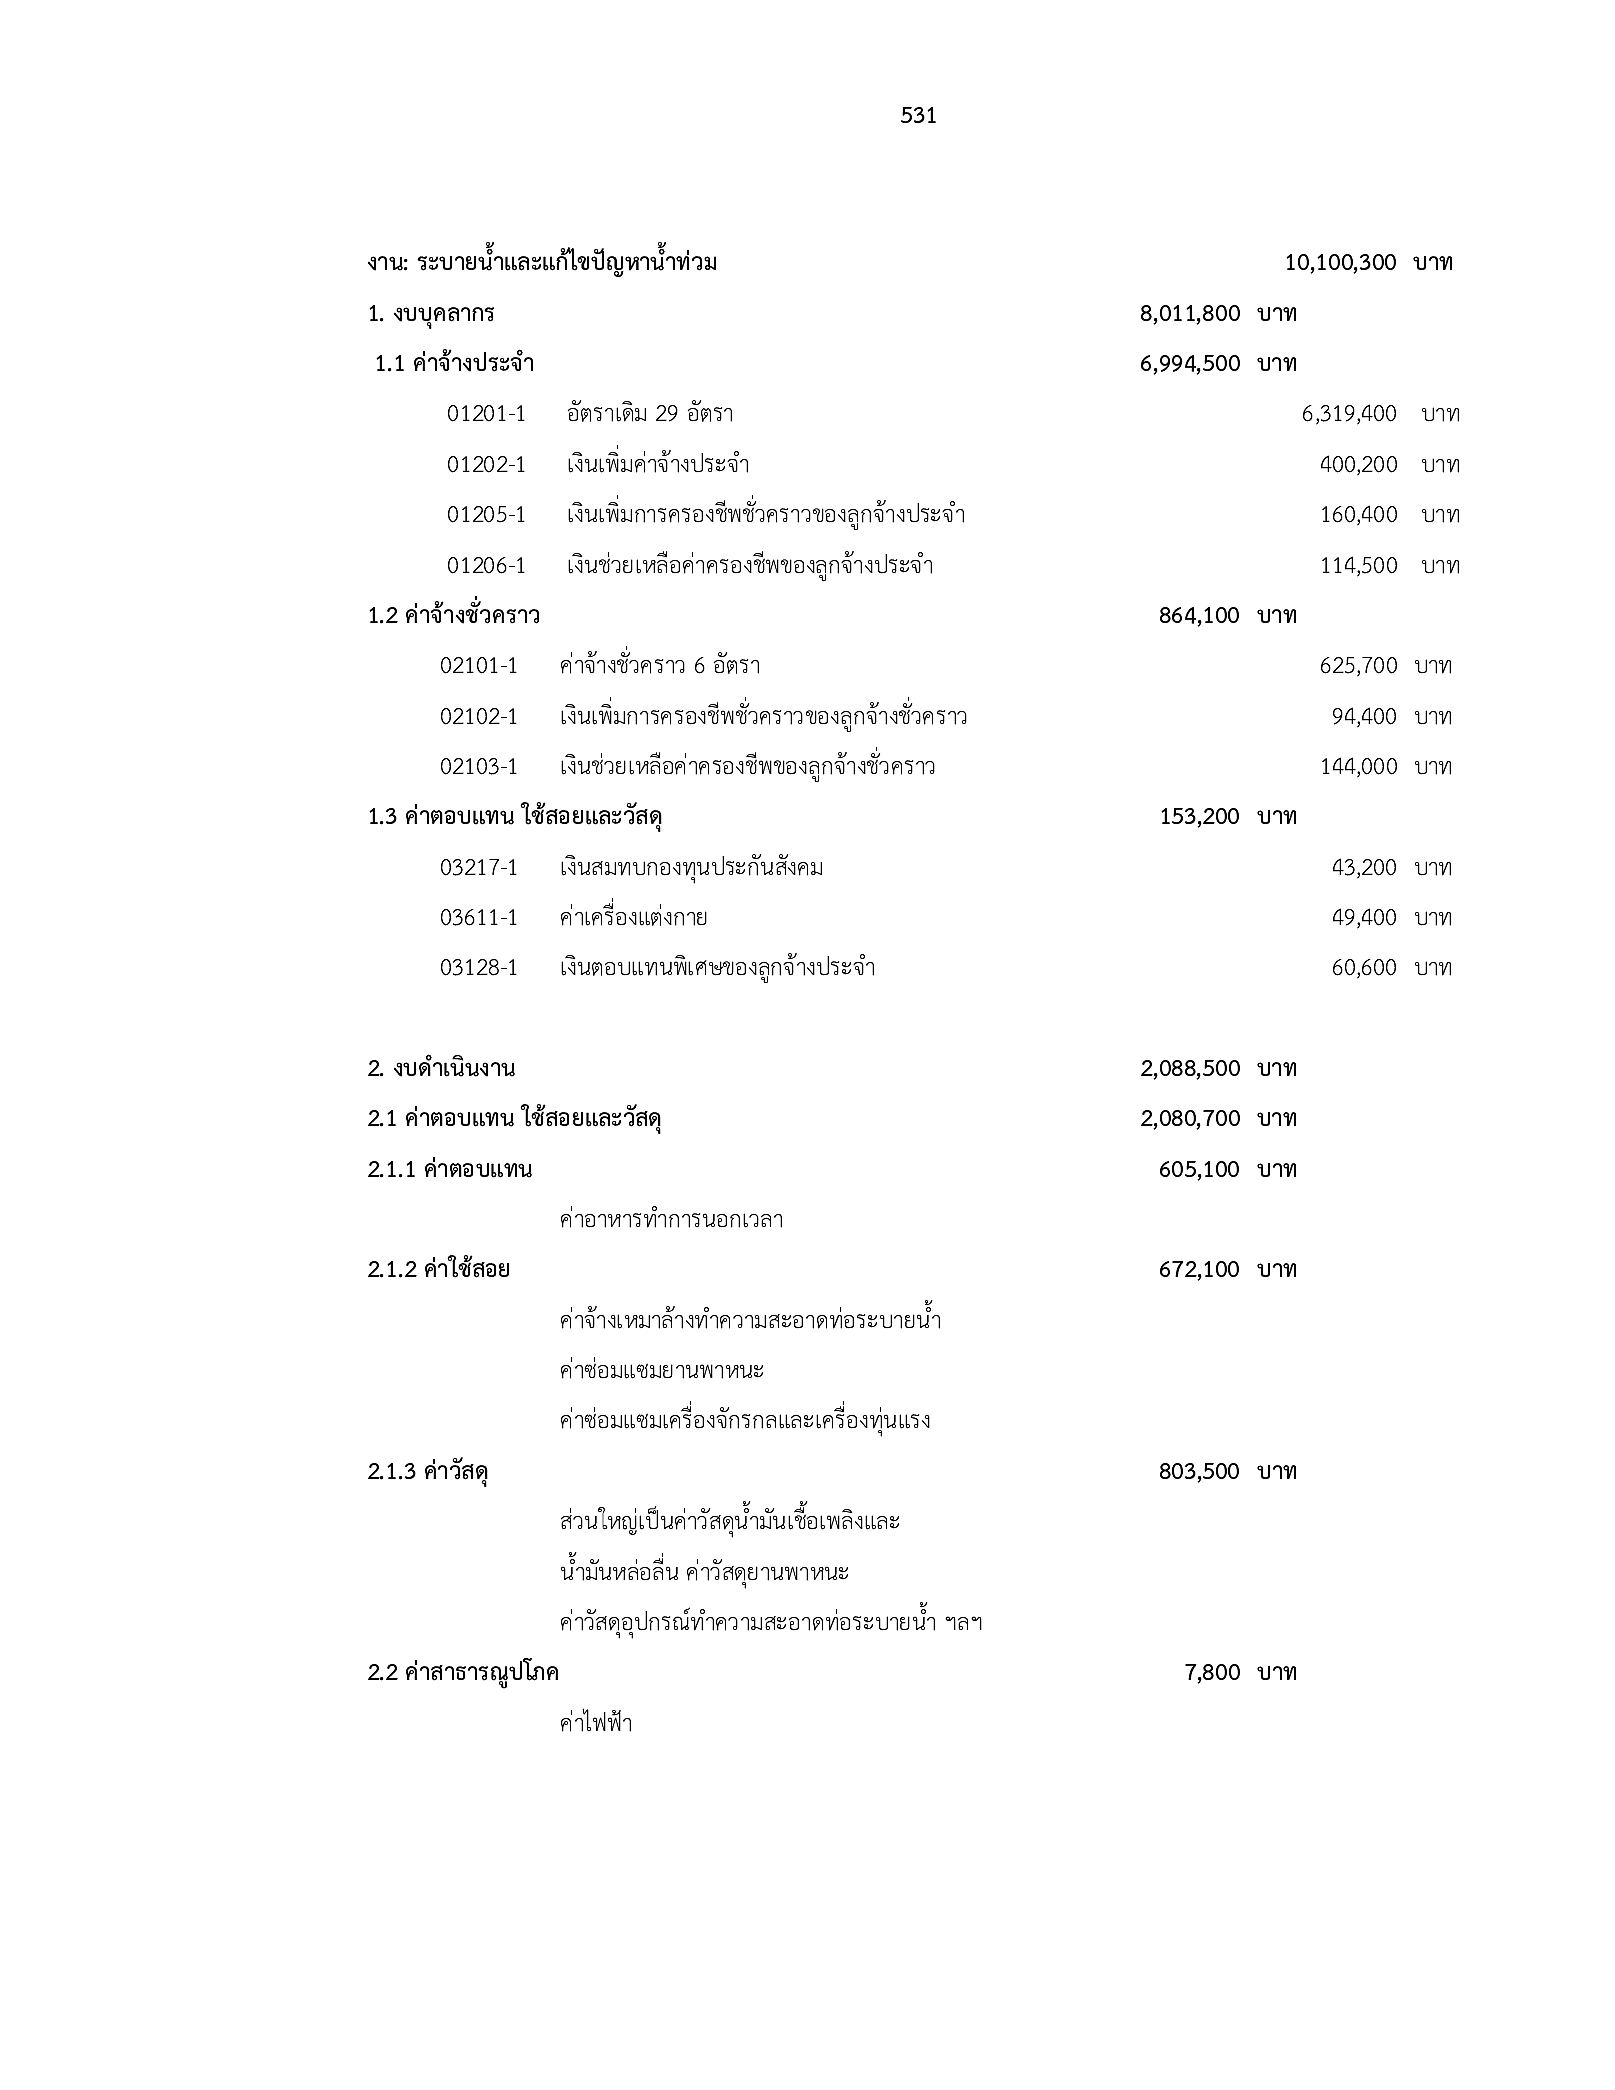 531
งาน: ระบายน้ำและแก้ไขปัญหาน้ำท่วม 10,100,300 บาท
1. งบบุคลากร 8,011,800 บาท
1.1 ค่าจ้างประจำ 6,994,500 บาท
01201-1 อัตราเดิม 29 อัตรา 6,319,400 บาท
01202-1 เงินเพิ่มค่าจ้างประจำ 400,200 บาท
01205-1 เงินเพิ่มการครองชีพชั่วคราวของลูกจ้างประจำ 160,400 บาท
01206-1 เงินช่วยเหลือค่าครองชีพของลูกจ้างประจำ 114,500 บาท
1.2 ค่าจ้างชั่วคราว 864,100 บาท
02101-1 ค่าจ้างชั่วคราว 6 อัตรา 625,700 บาท
02102-1 เงินเพิ่มการครองชีพชั่วคราวของลูกจ้างชั่วคราว 94,400 บาท
02103-1 เงินช่วยเหลือค่าครองชีพของลูกจ้างชั่วคราว 144,000 บาท
1.3 ค่าตอบแทน ใช้สอยและวัสดุ 153,200 บาท
03217-1 เงินสมทบกองทุนประกันสังคม 43,200 บาท
03611-1 ค่าเครื่องแต่งกาย 49,400 บาท
03128-1 เงินตอบแทนพิเศษของลูกจ้างประจำ 60,600 บาท
2. งบดำเนินงาน 2,088,500 บาท
2.1 ค่าตอบแทน ใช้สอยและวัสดุ 2,080,700 บาท
2.1.1 ค่าตอบแทน 605,100 บาท
ค่าอาหารทำการนอกเวลา
2.1.2 ค่าใช้สอย 672,100 บาท
ค่าจ้างเหมาล้างทำความสะอาดท่อระบายน้ำ
ค่าซ่อมแซมยานพาหนะ
ค่าซ่อมแซมเครื่องจักรกลและเครื่องทุ่นแรง
2.1.3 ค่าวัสดุ 803,500 บาท
ส่วนใหญ่เป็นค่าวัสดุน้ำมันเชื้อเพลิงและ
น้ำมันหล่อลื่น ค่าวัสดุยานพาหนะ
ค่าวัสดุอุปกรณ์ทำความสะอาดท่อระบายน้ำ ฯลฯ
2.2 ค่าสาธารณูปโภค 7,800 บาท
ค่าไฟฟ้า